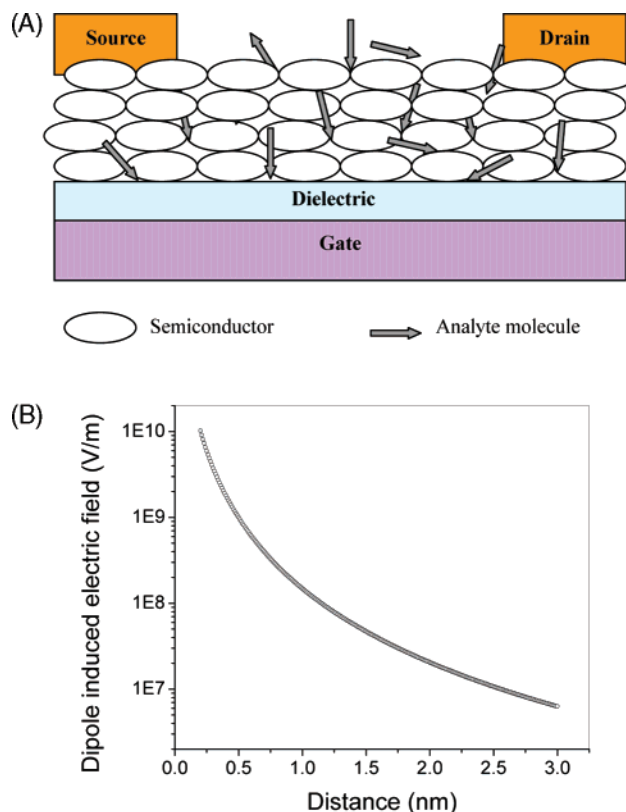 (A)
Source
Drain
Dielectric
Gate
Semiconductor
Analyte molecule
(B)
Dipole induced electric field (V/m)
1E10
1E9
1E8
1E7
0.0 0.5 1.0 1.5 2.0 2.5 3.0
Distance (nm)